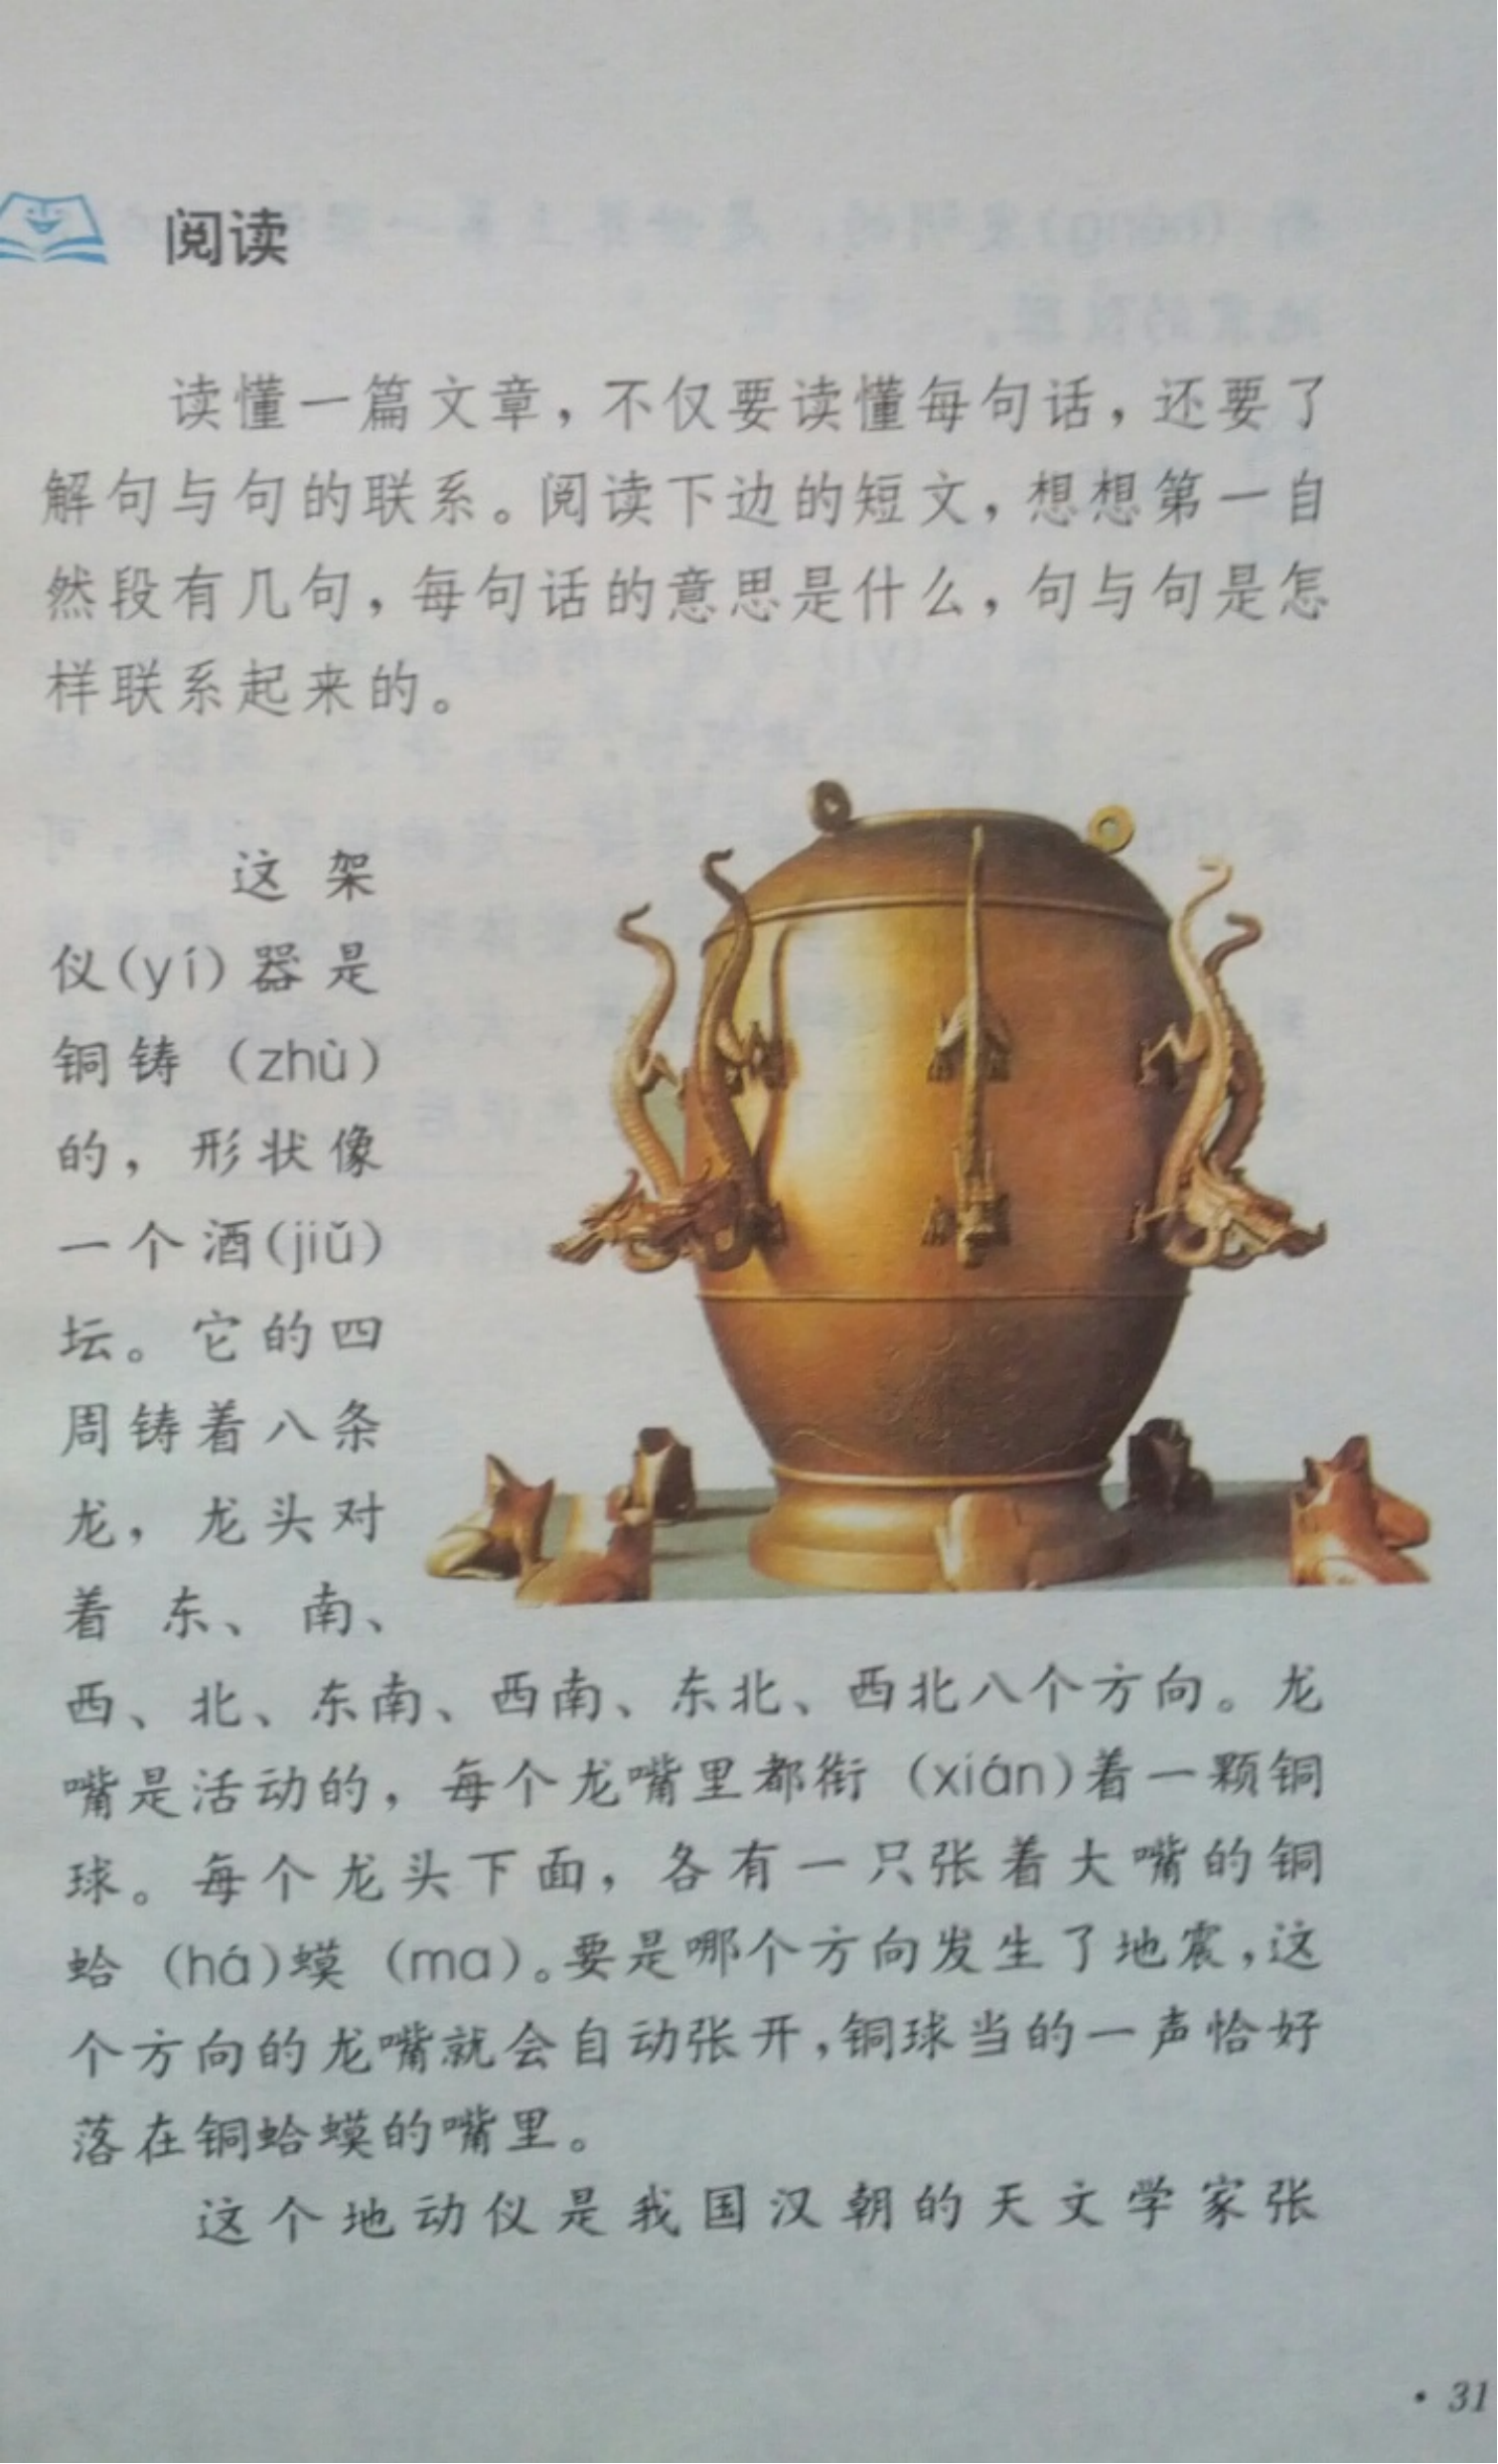 阅读
读懂一篇文章，不仅要读懂每句话，还要了
解句与句的联系。阅读下边的短文，想想第一自
然段有几句，每句话的意思是什么，句与句是怎
样联系起来的。
这架
仪(yí)器是
铜铸（zhù）
的，形状像
一个酒(jiǔ)
坛。它的四
周铸着八条
龙，龙头对
着东、南、
西、北、东南、西南、东北、西北八个方向。龙
嘴是活动的，每个龙嘴里都衔（xián)着一颗铜
球。每个龙头下面，各有一只张着大嘴的铜
蛤（há)蟆（ma)。要是哪个方向发生了地震，这
个方向的龙嘴就会自动张开，铜球当的一声恰好
落在铜蛤蟆的嘴里。
这个地动仪是我国汉朝的天文学家张
·31